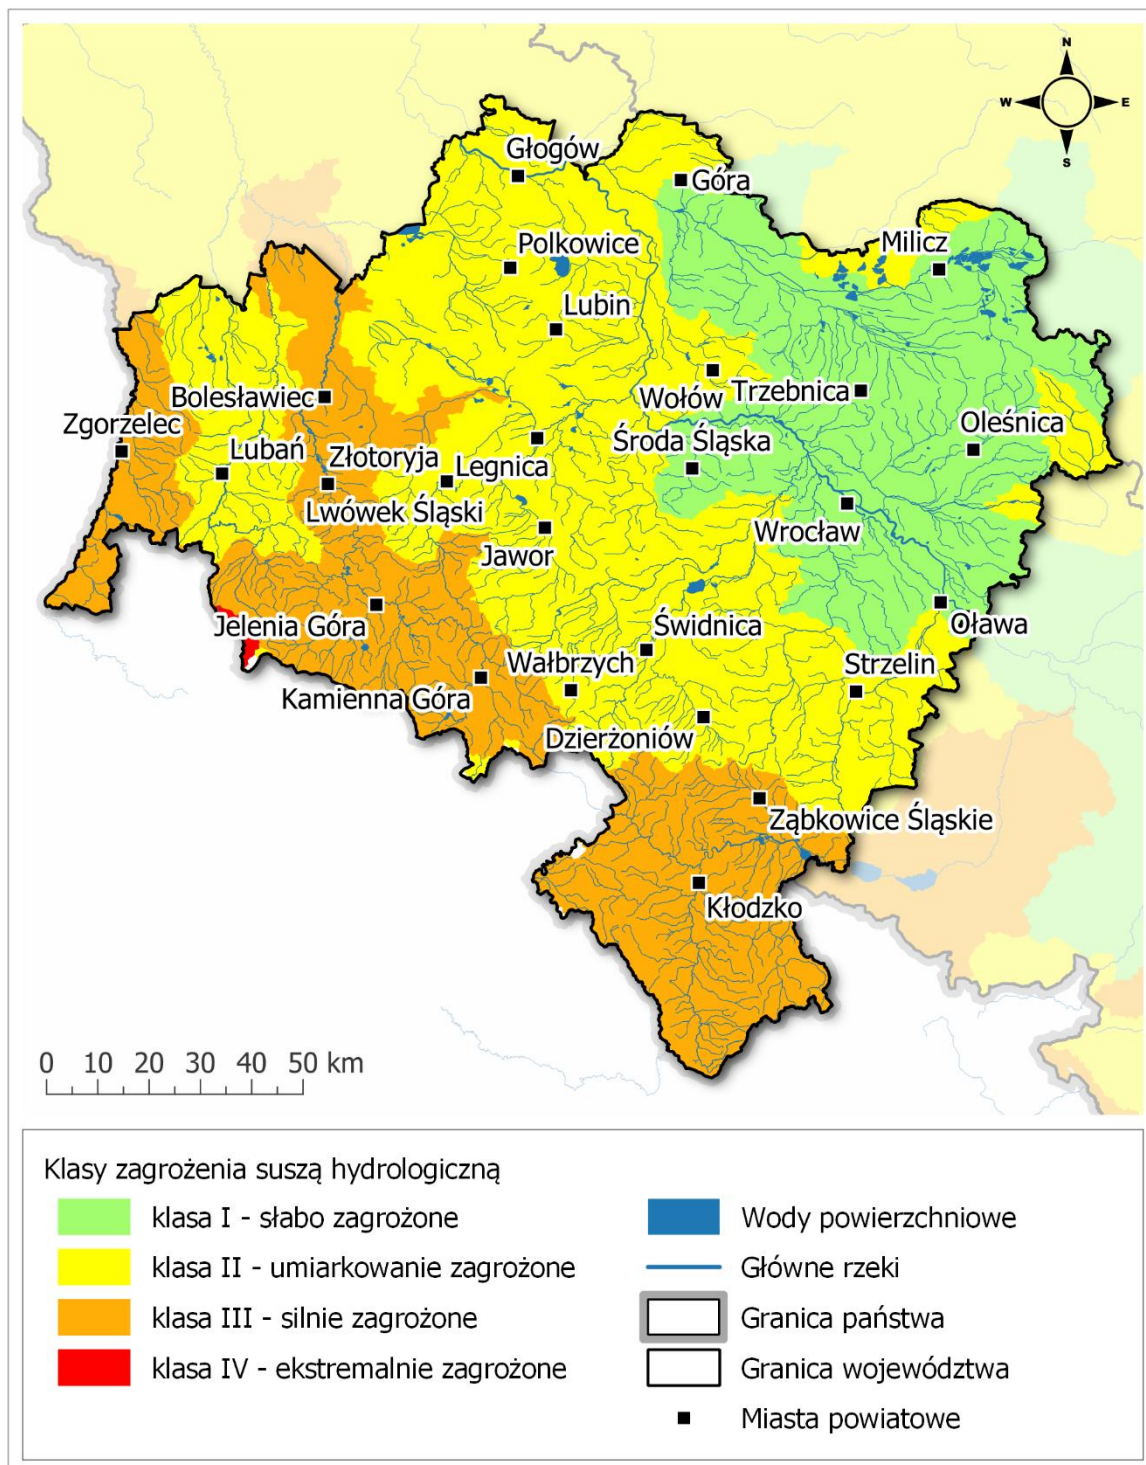 N
W E
S
Głogów
Góra
Polkowice
Milicz
Lubin
Bolesławiec
Wołów
Trzebnica
Zgorzelec
Lubań
Złotoryja
Środa Śląska
Oleśnica
Legnica
Lwówek Śląski
Wrocław
Jawor
Jelenia Góra
Świdnica
Oława
Wałbrzych
Strzelin
Kamienna Góra
Dzierżoniów
Ząbkowice Śląskie
Kłodzko
0 10 20 30 40 50 km
Klasy zagrożenia suszą hydrologiczną
klasa I - słabo zagrożone
klasa II - umiarkowanie zagrożone
klasa III - silnie zagrożone
klasa IV - ekstremalnie zagrożone
Wody powierzchniowe
Główne rzeki
Granica państwa
Granica województwa
Miasta powiatowe